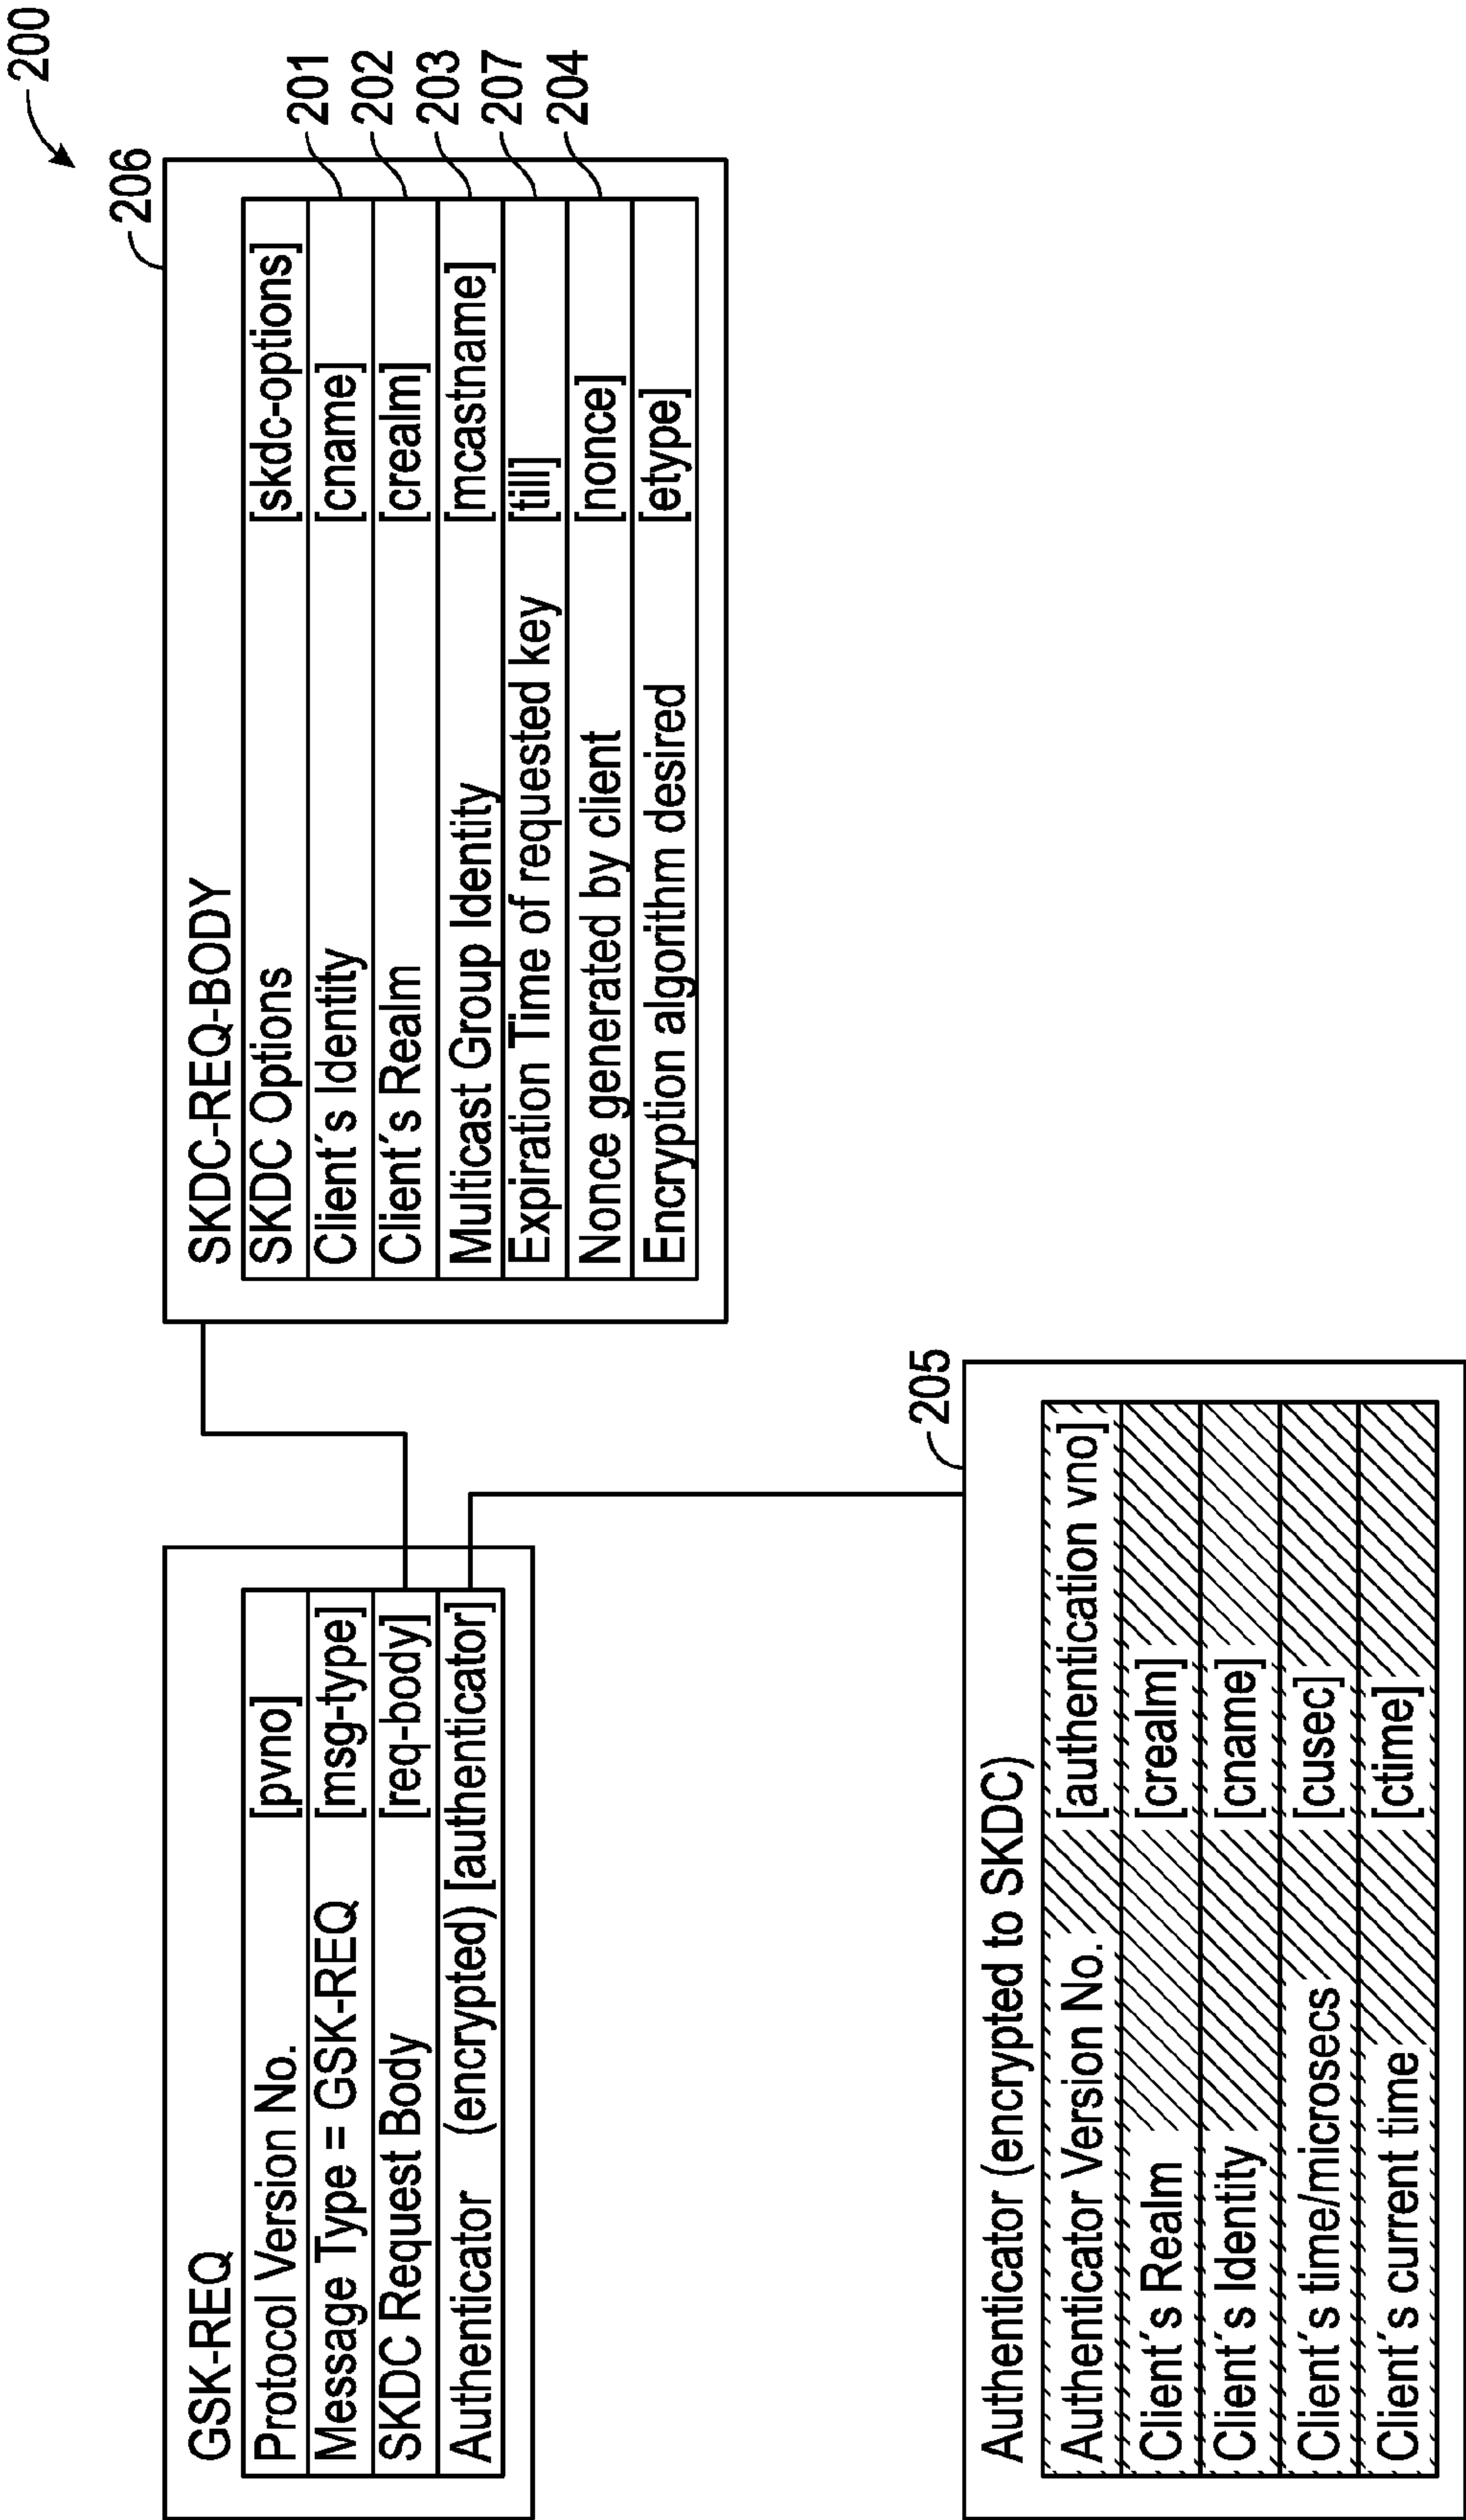 200
GSK-REQ
Protocol Version No. [pvno]
Message Type = GSK-REQ [msg-type]
SKDC Request Body [req-body]
Authenticator (encrypted) [authenticator]
206
SKDC-REQ-BODY
SKDC Options [skdc-options]
Client´s Identity [cname] 201
Client´s Realm [crealm] 202
Multicast Group Identity [mcastname] 203
Expiration Time of requested key [till] 207
Nonce generated by client [nonce] 204
Encryption algorithm desired [etype]
205
Authenticator (encrypted to SKDC)
Authenticator Version No. [authentication vno]
Client´s Realm [crealm]
Client´s Identity [cname]
Client´s time/microsecs [cusec]
Client´s current time [ctime]